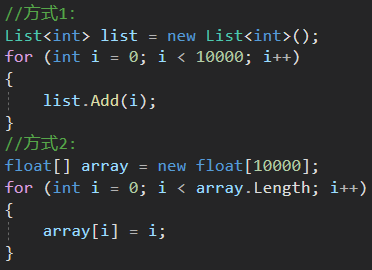 //方式1:
List<int> list = new List<int>();
for (int i = 0; i < 10000; i++)
{
    list.Add(i);
}
//方式2:
float[] array = new float[10000];
for (int i = 0; i < array.Length; i++)
{
    array[i] = i;
}